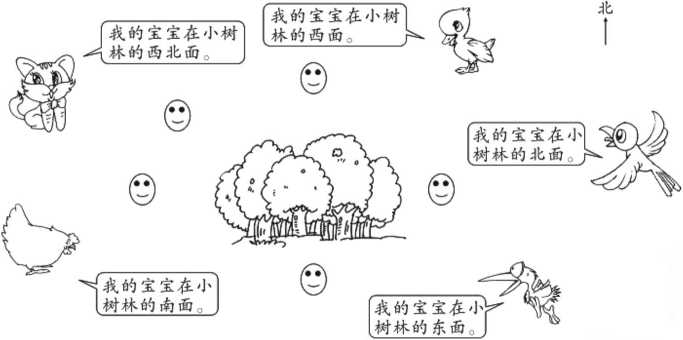 我的宝宝在小树
林的西北面。
我的宝宝在小树
林的西面。
北
我的宝宝在小
树林的北面。
我的宝宝在小
树林的南面。
我的宝宝在小
树林的东面。